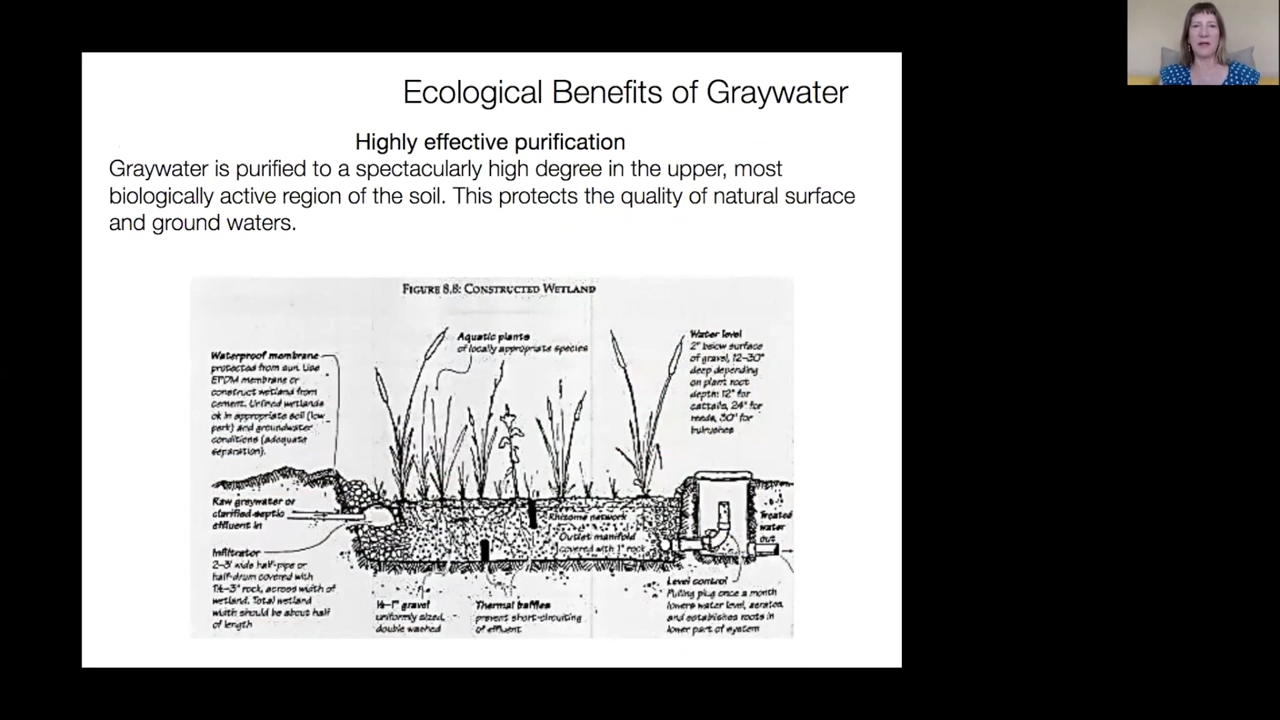 Ecological Benefits of Graywater
Highly effective purification
Graywater is purified to a spectacularly high degree in the upper, most
biologically active region of the soil. This protects the quality of natural surface
and ground waters.
FIGURE 8.8: CONSTRUCTED WETLAND
Waterproof membrane
protected from sun. Use
EPDM membrane or
construct wetland from
cement. Unlined wetlands
ok in appropriate soil (low
perk) and groundwater
conditions (adequate
separation).
Aquatic plants
of locally appropriate species
Water level
2" below surface
of gravel, 12–30"
deep depending
on plant root
depth: 12" for
cattails, 24" for
reeds, 30" for
bulrushes
Raw greywater or
clarified septic
effluent in
Rhizome network
Outlet manifold
covered with 1" rock
Treated
water
out
Infiltrator
2–3' wide half-pipe or
half-drum covered with
1½–3" rock, across width of
wetland. Total wetland
width should be about half
of length
½–1" gravel
uniformly sized,
double washed
Thermal baffles
prevent short-circuiting
of effluent
Level control
Pulling plug once a month
lowers water level, aerates,
and establishes roots in
lower part of system